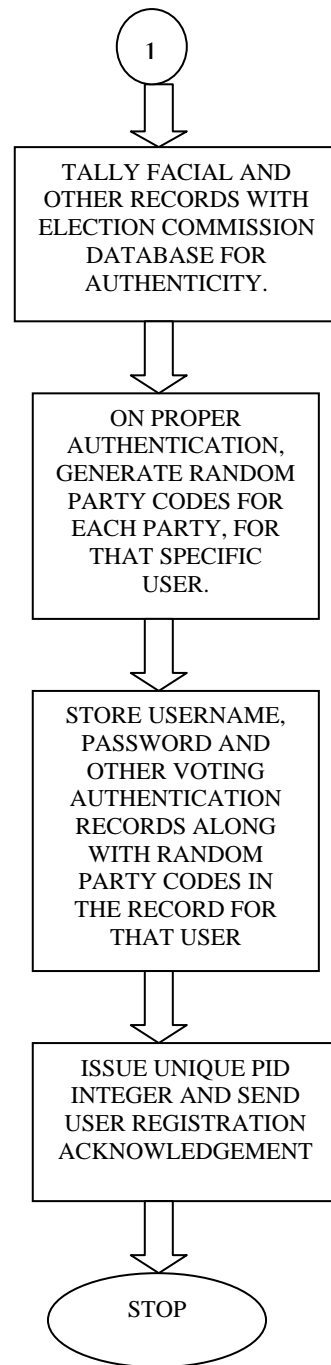 1
TALLY FACIAL AND
OTHER RECORDS WITH
ELECTION COMMISSION
DATABASE FOR
AUTHENTICITY.
ON PROPER
AUTHENTICATION,
GENERATE RANDOM
PARTY CODES FOR
EACH PARTY, FOR
THAT SPECIFIC
USER.
STORE USERNAME,
PASSWORD AND
OTHER VOTING
AUTHENTICATION
RECORDS ALONG
WITH RANDOM
PARTY CODES IN
THE RECORD FOR
THAT USER
ISSUE UNIQUE PID
INTEGER AND SEND
USER REGISTRATION
ACKNOWLEDGEMENT
STOP